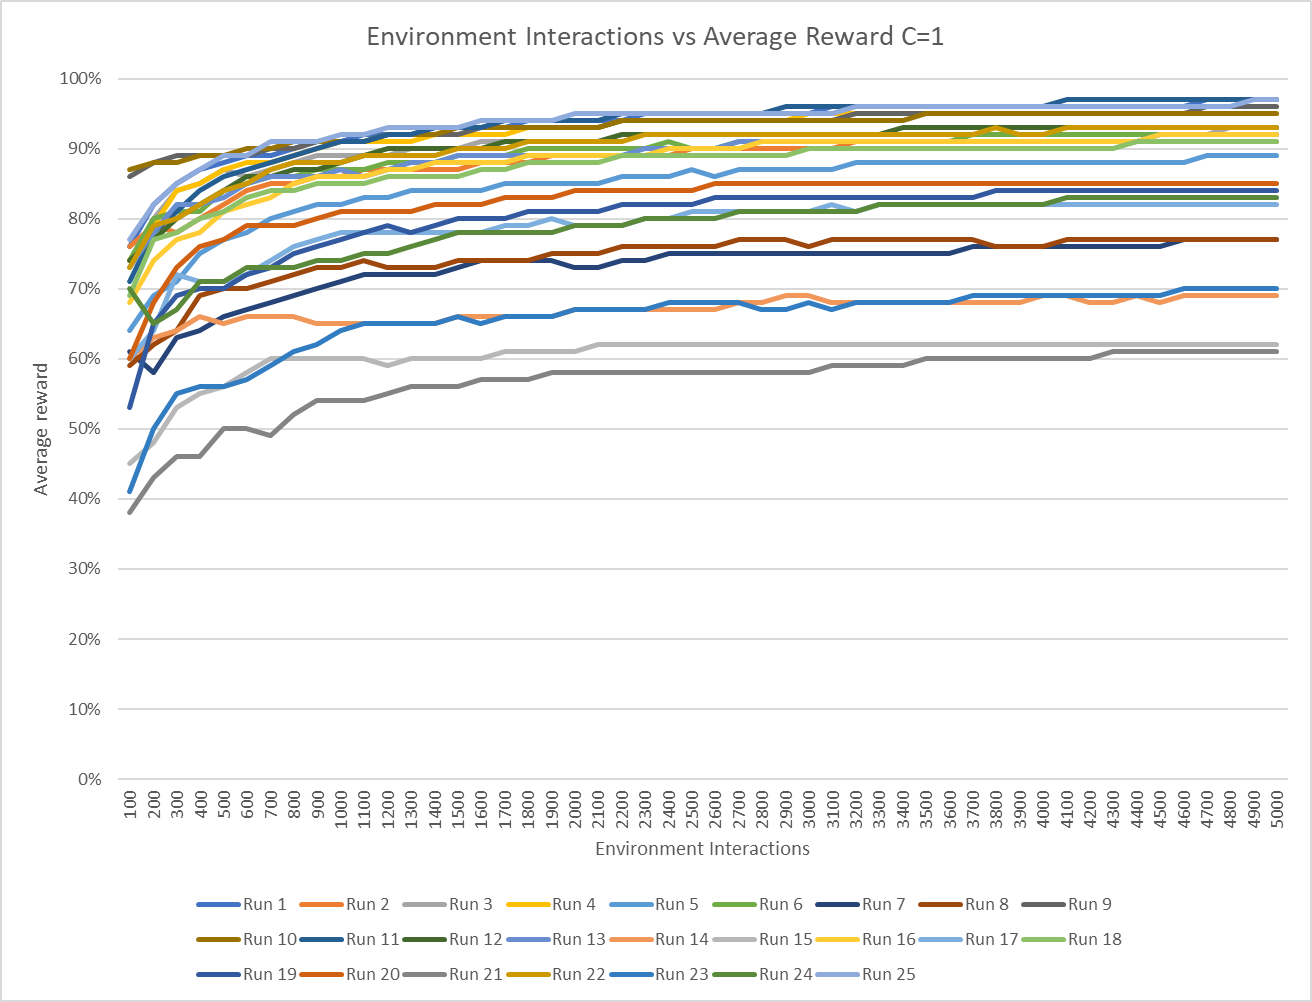 Environment Interactions vs Average Reward C=1
100%
90%
80%
70%
60%
50%
40%
30%
20%
10%
0%
Average reward
100 200 300 400 500 600 700 800 900 1000 1100 1200 1300 1400 1500 1600 1700 1800 1900 2000 2100 2200 2300 2400 2500 2600 2700 2800 2900 3000 3100 3200 3300 3400 3500 3600 3700 3800 3900 4000 4100 4200 4300 4400 4500 4600 4700 4800 4900 5000
Environment Interactions
Run 1 Run 2 Run 3 Run 4 Run 5 Run 6 Run 7 Run 8 Run 9
Run 10 Run 11 Run 12 Run 13 Run 14 Run 15 Run 16 Run 17 Run 18
Run 19 Run 20 Run 21 Run 22 Run 23 Run 24 Run 25